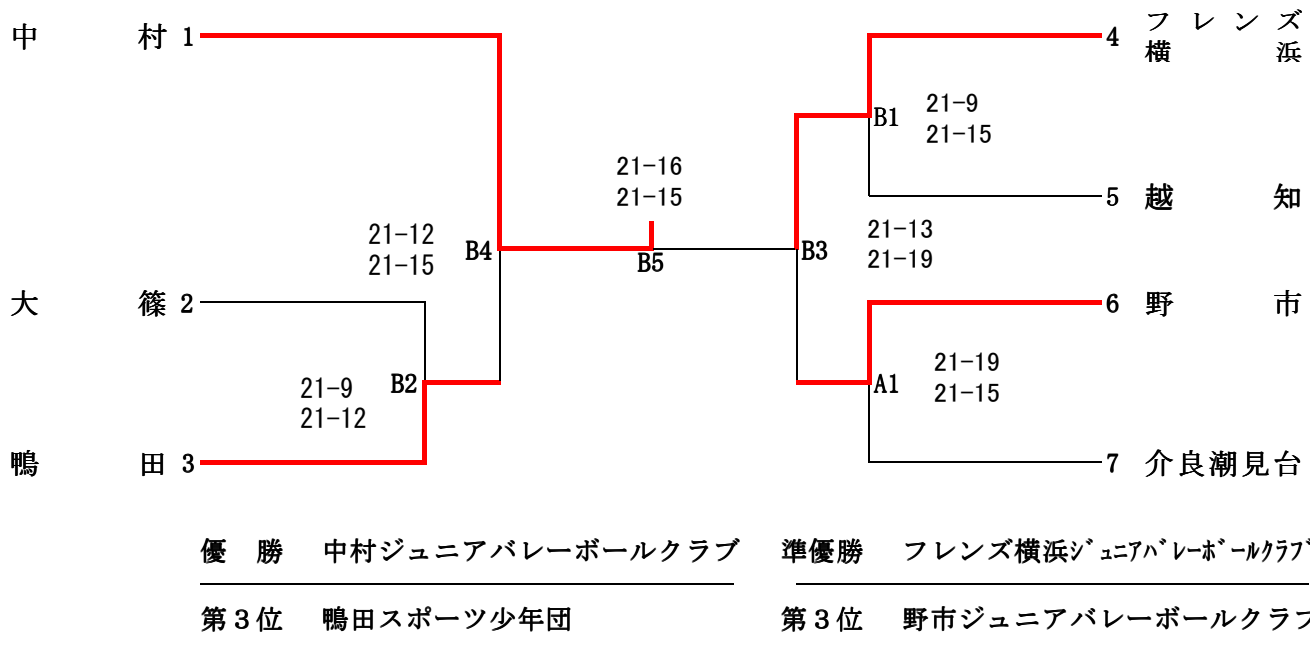 中村 1
4 フレンズ
横浜
B1
21-9
21-15
21-16
21-15
5 越知
21-12
21-15
B4
B5
B3
21-13
21-19
大篠 2
6 野市
21-9
21-12
B2
A1
21-19
21-15
鴨田 3
7 介良潮見台
優勝 中村ジュニアバレーボールクラブ 準優勝 フレンズ横浜ジュニアバレーボールクラブ
第3位 鴨田スポーツ少年団 第3位 野市ジュニアバレーボールクラブ